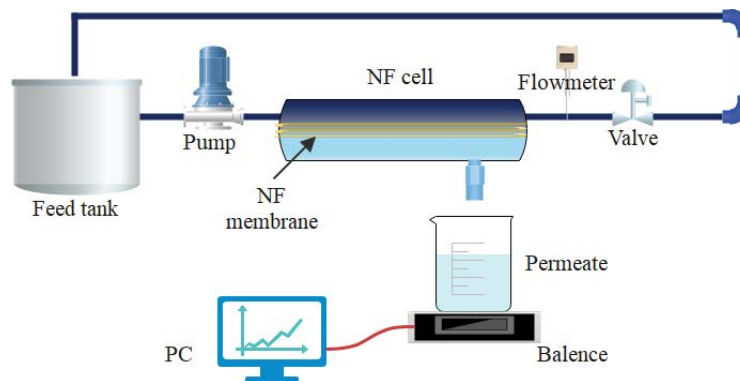 NF cell
Flowmeter
Pump
Valve
Feed tank
NF
membrane
Permeate
PC
Balence